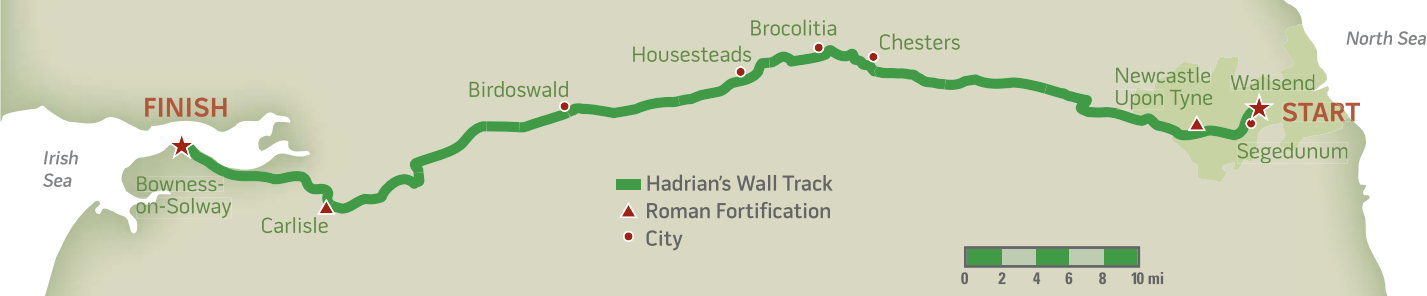 Brocolitia
Chesters
North Sea
Housesteads
Newcastle
Upon Tyne
Wallsend
Birdoswald
FINISH
START
Irish
Sea
Segedunum
Bowness-
on-Solway
Carlisle
Hadrian's Wall Track
Roman Fortification
City
0 2 4 6 8 10 mi